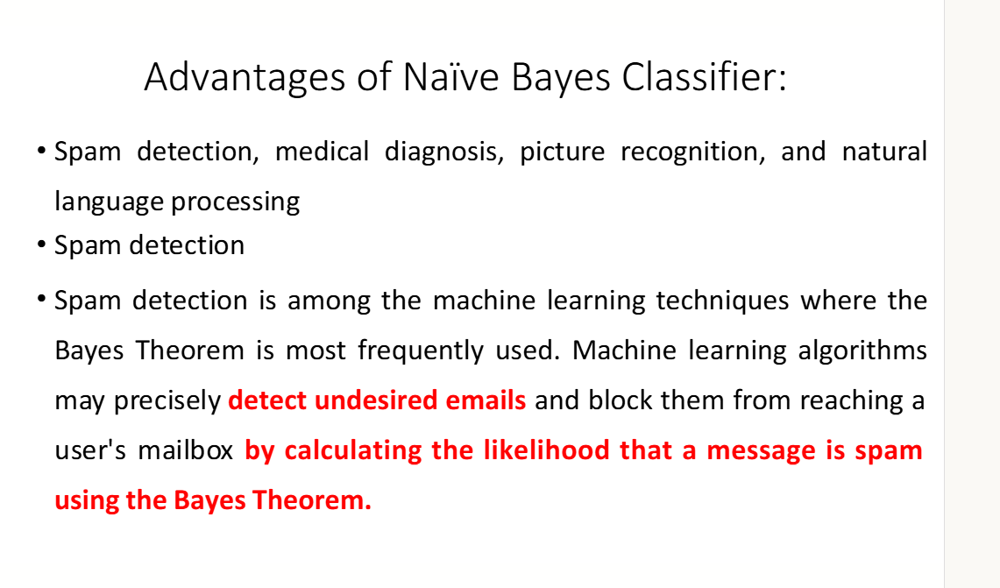 Advantages of Naïve Bayes Classifier:
• Spam detection, medical diagnosis, picture recognition, and natural
language processing
• Spam detection
• Spam detection is among the machine learning techniques where the
Bayes Theorem is most frequently used. Machine learning algorithms
may precisely detect undesired emails and block them from reaching a
user's mailbox by calculating the likelihood that a message is spam
using the Bayes Theorem.